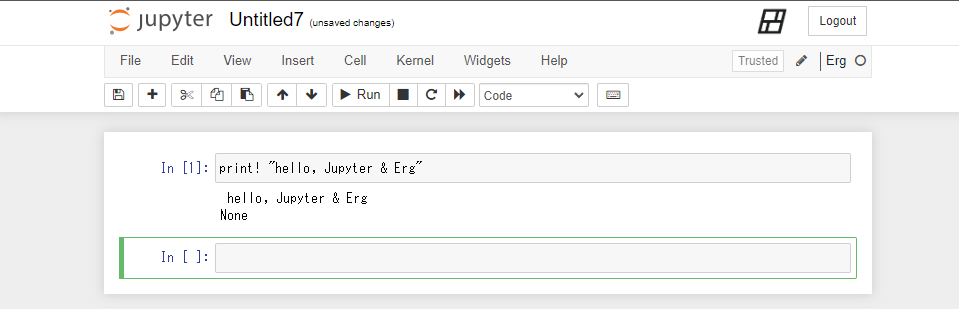 jupyter Untitled7 (unsaved changes) Logout
File Edit View Insert Cell Kernel Widgets Help Trusted Erg
Run Code
In [1]: print! "hello, Jupyter & Erg"
hello, Jupyter & Erg
None
In [ ]: